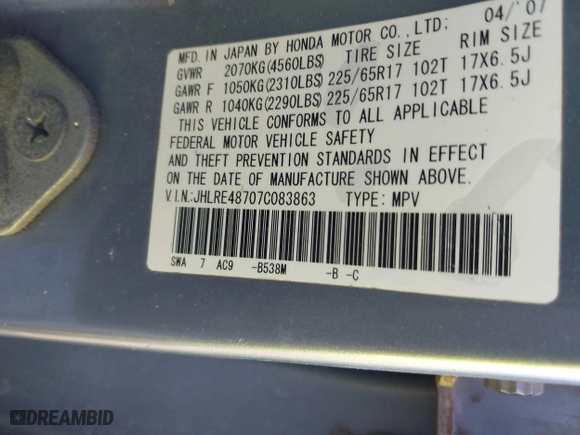 MFD. IN JAPAN BY HONDA MOTOR CO.,LTD: 04/'07
GVWR 2070KG(4560LBS) TIRE SIZE RIM SIZE
GAWR F 1050KG(2310LBS) 225/65R17 102T 17X6.5J
GAWR R 1040KG(2290LBS) 225/65R17 102T 17X6.5J
THIS VEHICLE CONFORMS TO ALL APPLICABLE
FEDERAL MOTOR VEHICLE SAFETY
AND THEFT PREVENTION STANDARDS IN EFFECT
ON THE DATE OF MANUFACTURE SHOWN ABOVE.
V.I.N.:JHLRE48707C083863 TYPE: MPV
SWA 7 AC9 -B538M -B -C
DREAMBID